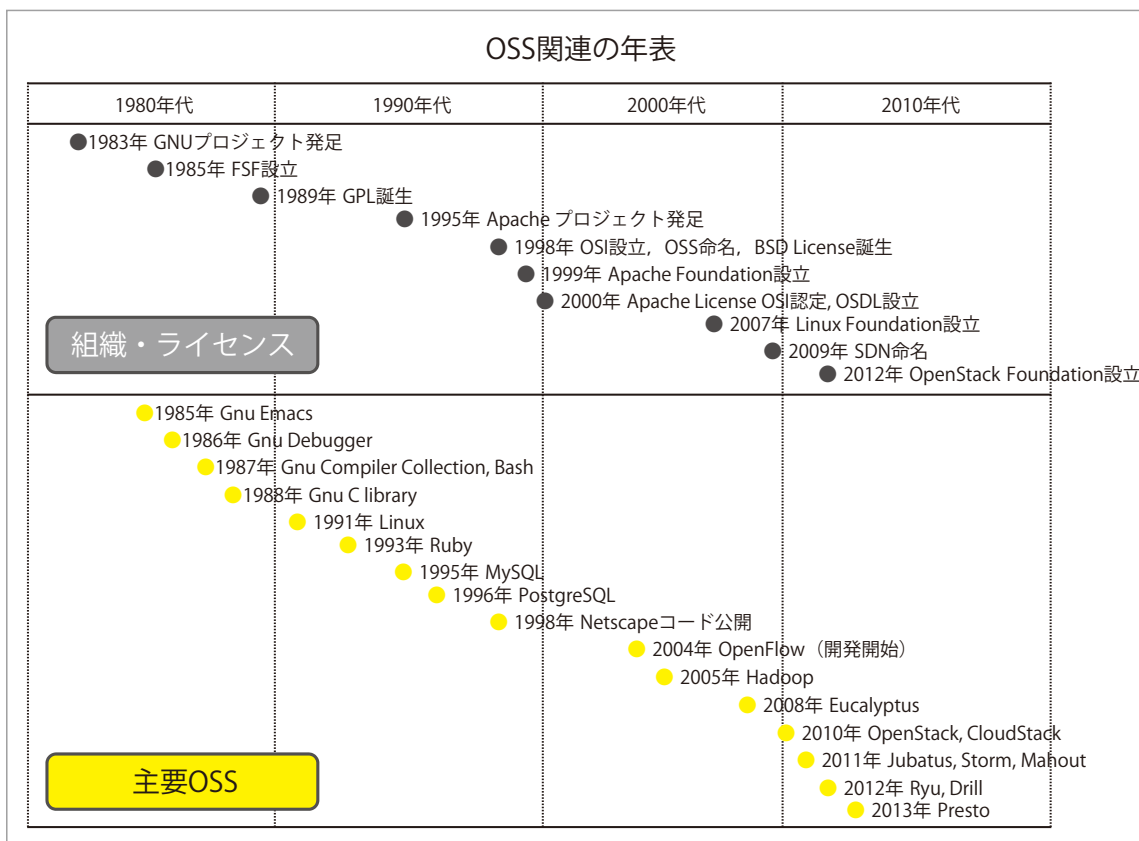 OSS関連の年表
1980年代 1990年代 2000年代 2010年代
1983年 GNUプロジェクト発足
1985年 FSF設立
1989年 GPL誕生
1995年 Apache プロジェクト発足
1998年 OSI設立，OSS命名，BSD License誕生
1999年 Apache Foundation設立
2000年 Apache License OSI認定, OSDL設立
2007年 Linux Foundation設立
2009年 SDN命名
2012年 OpenStack Foundation設立
組織・ライセンス
1985年 Gnu Emacs
1986年 Gnu Debugger
1987年 Gnu Compiler Collection, Bash
1988年 Gnu C library
1991年 Linux
1993年 Ruby
1995年 MySQL
1996年 PostgreSQL
1998年 Netscapeコード公開
2004年 OpenFlow（開発開始）
2005年 Hadoop
2008年 Eucalyptus
2010年 OpenStack, CloudStack
2011年 Jubatus, Storm, Mahout
2012年 Ryu, Drill
2013年 Presto
主要OSS